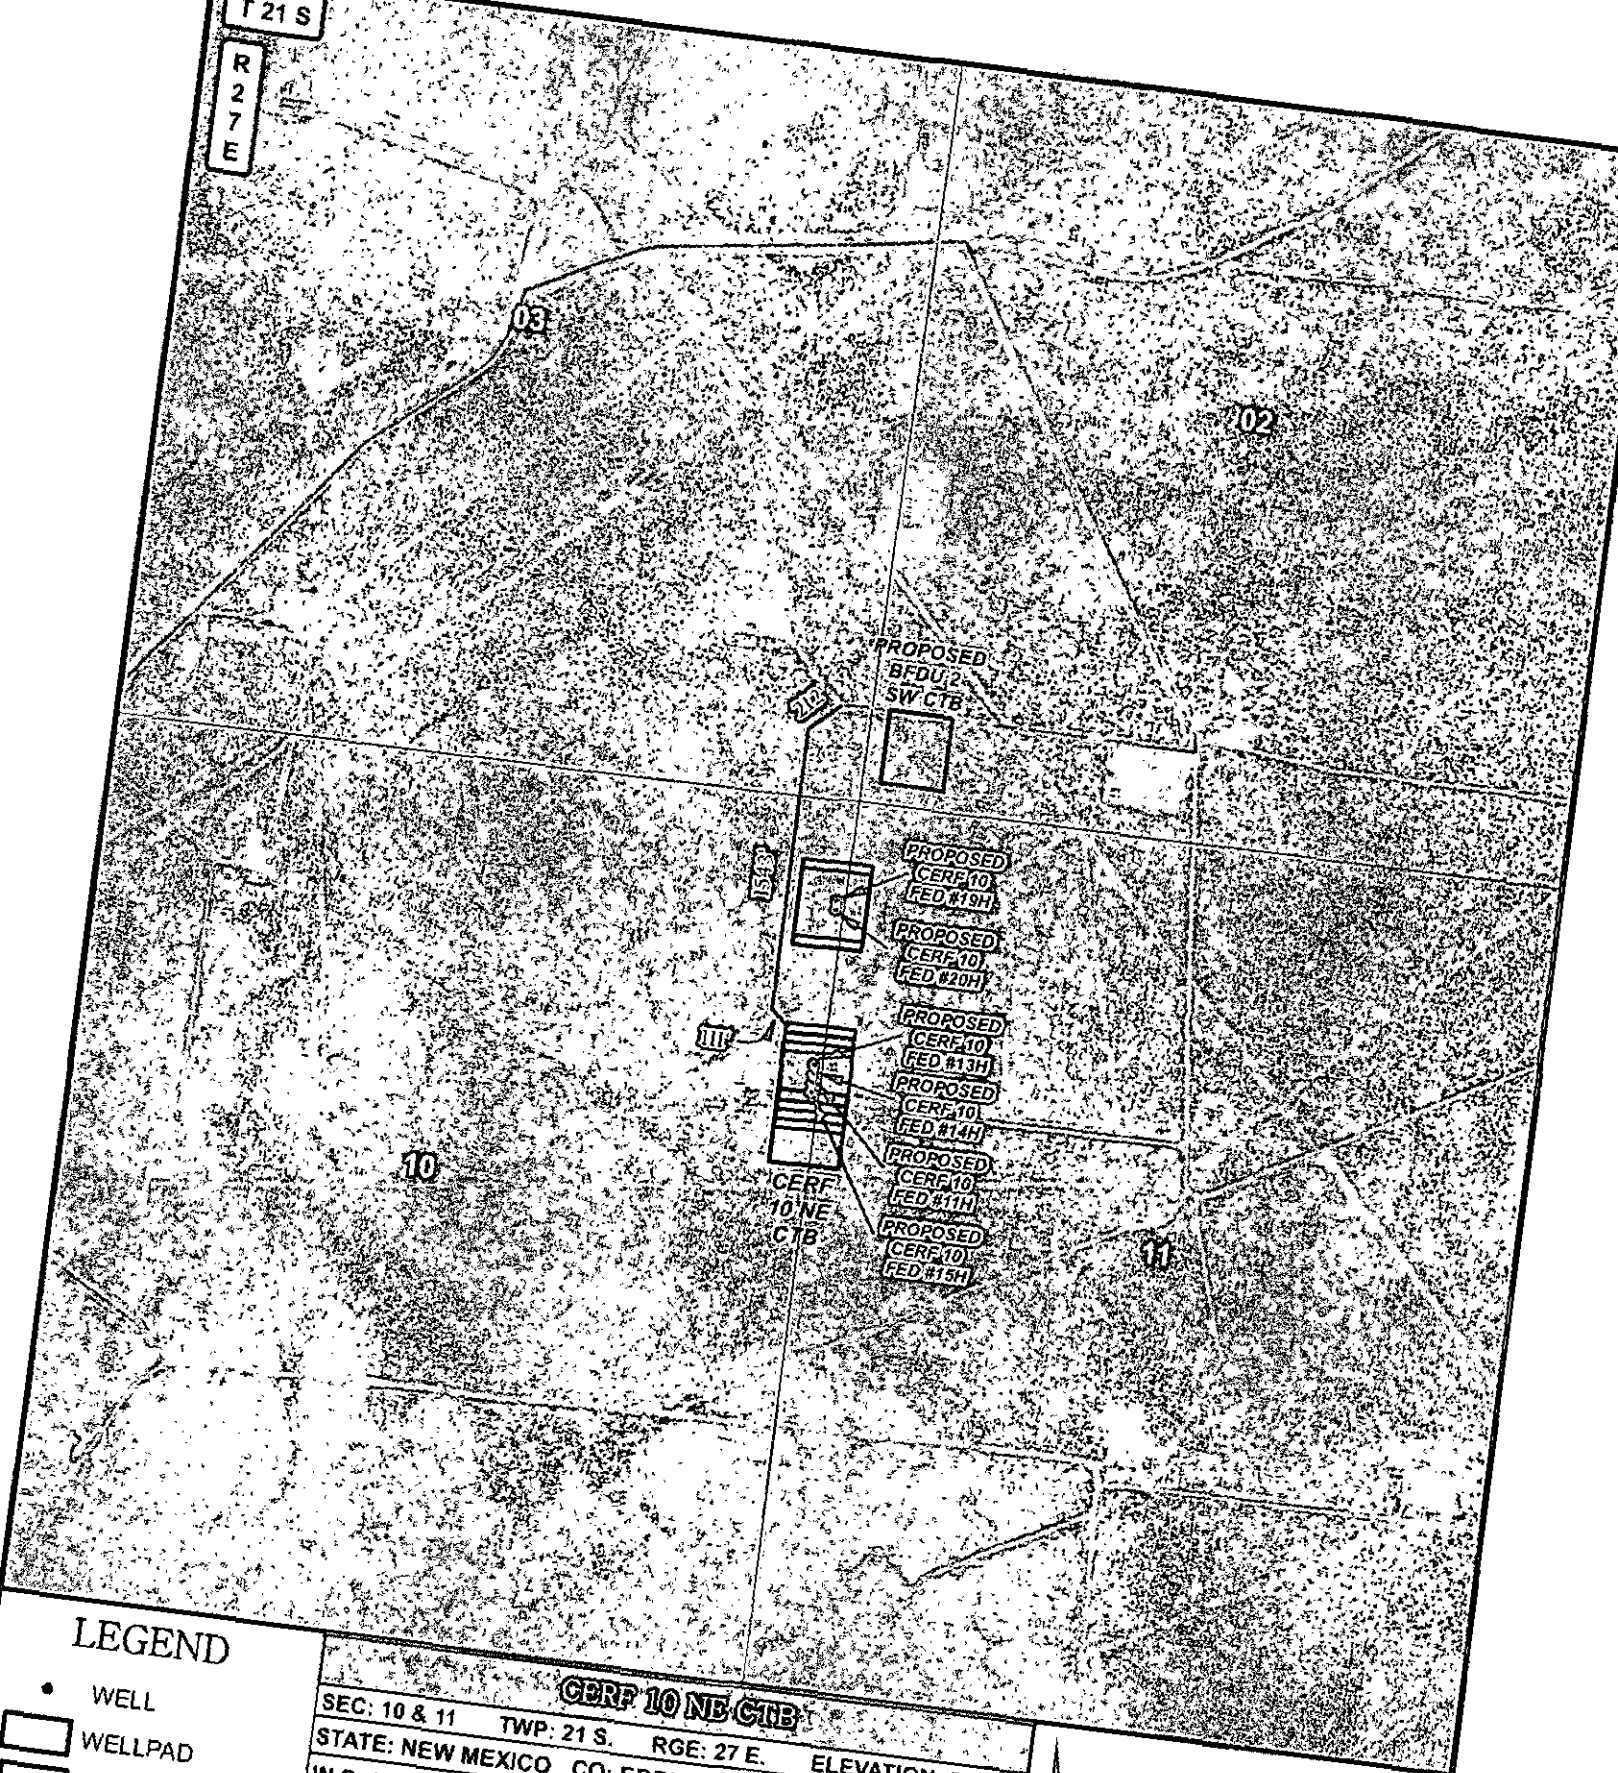 T 21 S
R
2
7
E
03
02
PROPOSED
BFDU 2
SW CTB
218'
1543'
PROPOSED
CERF 10
FED #19H
PROPOSED
CERF 10
FED #20H
PROPOSED
CERF 10
FED #13H
111'
PROPOSED
CERF 10
FED #14H
PROPOSED
CERF 10
FED #11H
PROPOSED
CERF 10
FED #15H
10
CERF
10 NE
CTB
11
LEGEND
WELL
WELLPAD
CERF 10 NE CTB
SEC: 10 & 11 TWP: 21 S. RGE: 27 E. ELEVATION
STATE: NEW MEXICO CO: